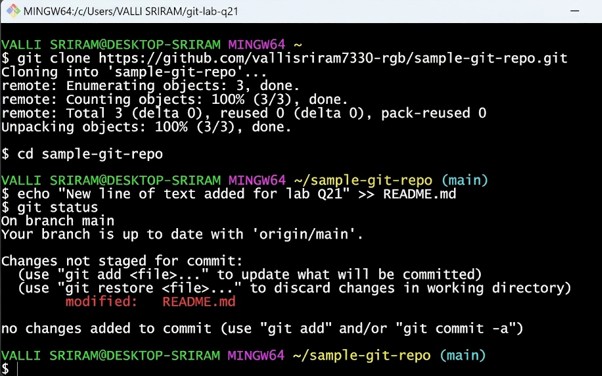 MINGW64:/c/Users/VALLI SRIRAM/git-lab-q21
VALLI SRIRAM@DESKTOP-SRIRAM MINGW64 ~
$ git clone https://github.com/vallisriram7330-rgb/sample-git-repo.git
Cloning into 'sample-git-repo'...
remote: Enumerating objects: 3, done.
remote: Counting objects: 100% (3/3), done.
remote: Total 3 (delta 0), reused 0 (delta 0), pack-reused 0
Unpacking objects: 100% (3/3), done.
$ cd sample-git-repo
VALLI SRIRAM@DESKTOP-SRIRAM MINGW64 ~/sample-git-repo (main)
$ echo "New line of text added for lab Q21" >> README.md
$ git status
On branch main
Your branch is up to date with 'origin/main'.
Changes not staged for commit:
(use "git add <file>..." to update what will be committed)
(use "git restore <file>..." to discard changes in working directory)
modified: README.md
no changes added to commit (use "git add" and/or "git commit -a")
VALLI SRIRAM@DESKTOP-SRIRAM MINGW64 ~/sample-git-repo (main)
$